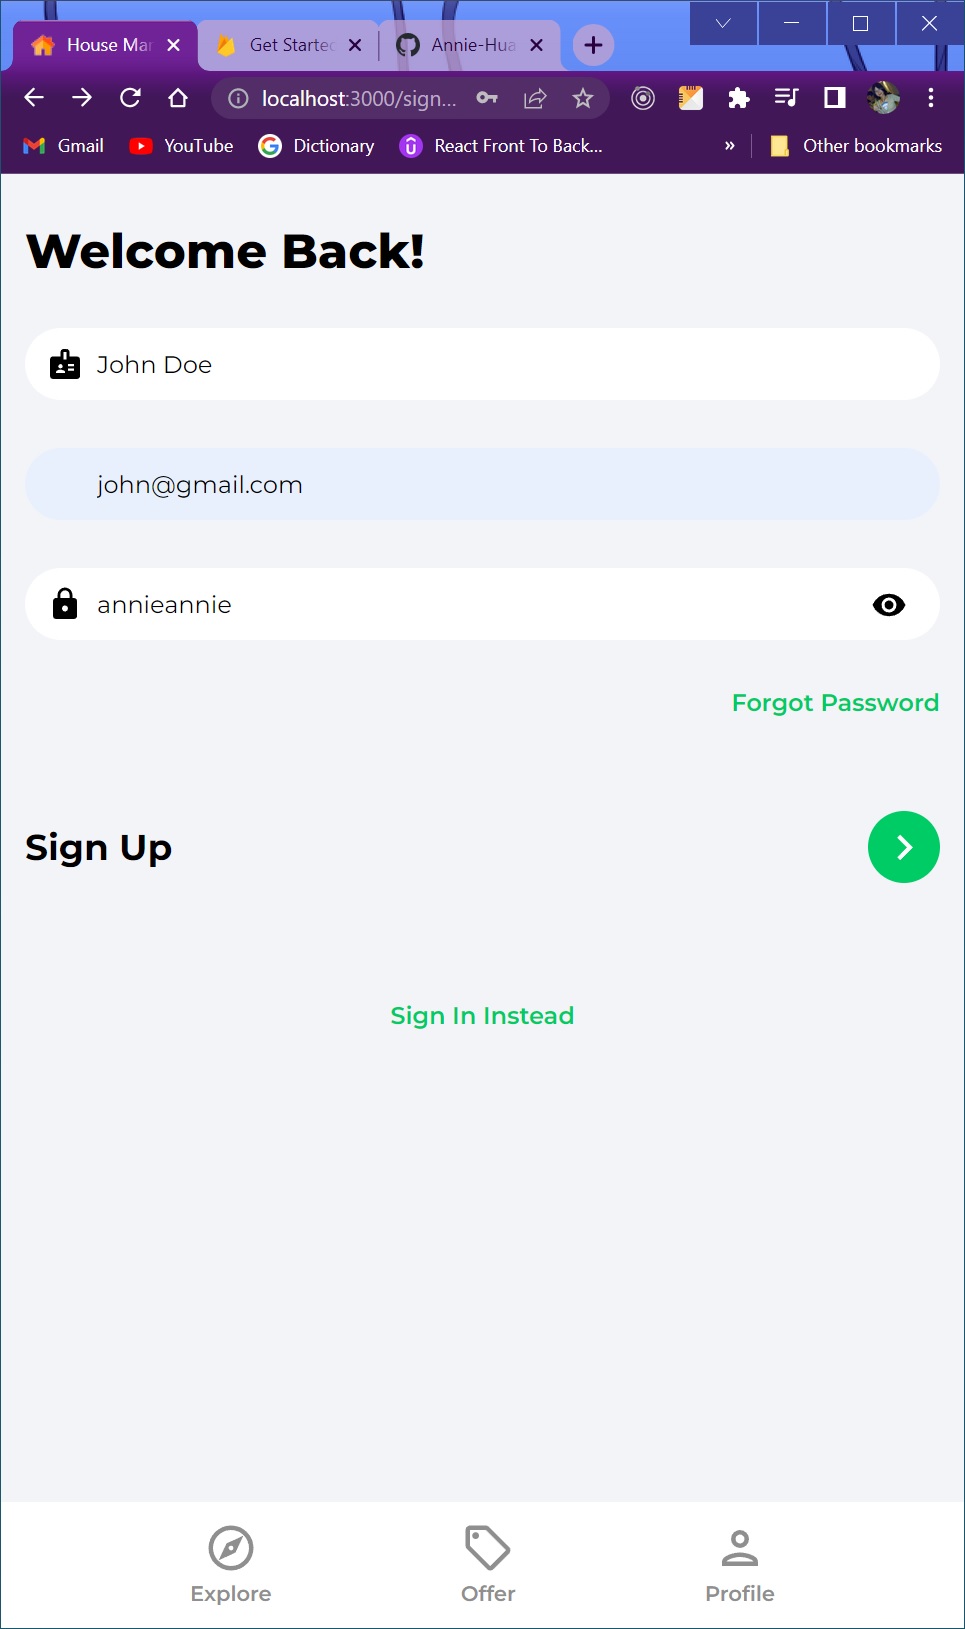 House Mar
Get Started
Annie-Hua
localhost:3000/sign...
Gmail
YouTube
Dictionary
React Front To Back...
»
Other bookmarks
Welcome Back!
John Doe
john@gmail.com
annieannie
Forgot Password
Sign Up
Sign In Instead
Explore
Offer
Profile